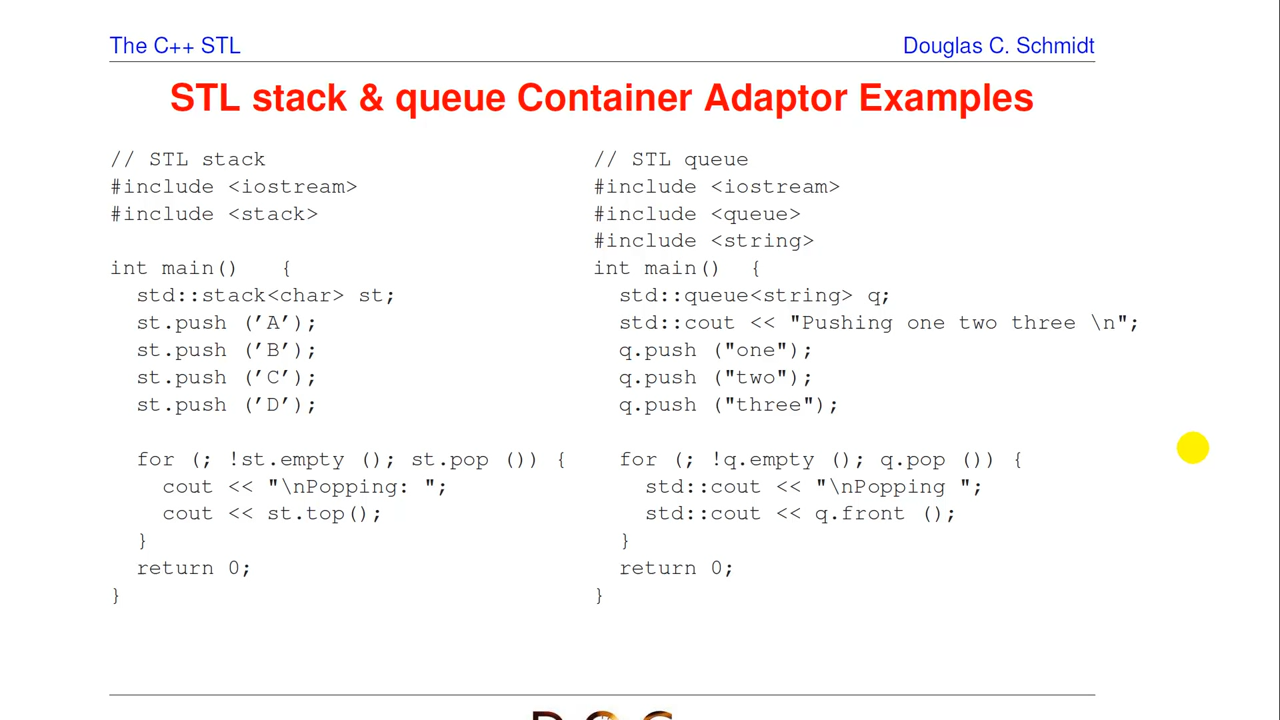 The C++ STL
Douglas C. Schmidt
STL stack & queue Container Adaptor Examples
// STL stack
#include <iostream>
#include <stack>

int main()   {
  std::stack<char> st;
  st.push (’A’);
  st.push (’B’);
  st.push (’C’);
  st.push (’D’);

  for (; !st.empty (); st.pop ()) {
    cout << "\nPopping: ";
    cout << st.top();
  }
  return 0;
}
// STL queue
#include <iostream>
#include <queue>
#include <string>
int main()  {
  std::queue<string> q;
  std::cout << "Pushing one two three \n";
  q.push ("one");
  q.push ("two");
  q.push ("three");

  for (; !q.empty (); q.pop ()) {
    std::cout << "\nPopping ";
    std::cout << q.front ();
  }
  return 0;
}